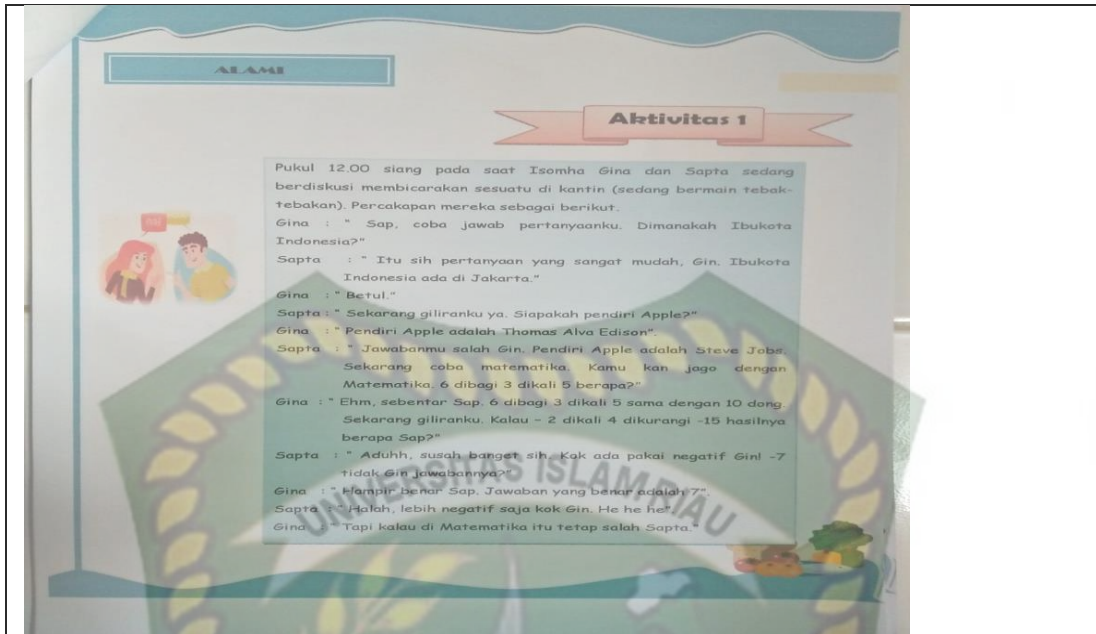 ALAMI
Aktivitas 1
Pukul 12.00 siang pada saat Isomha Gina dan Sapta sedang
berdiskusi membicarakan sesuatu di kantin (sedang bermain tebak-
tebakan). Percakapan mereka sebagai berikut.
Gina : " Sap, coba jawab pertanyaanku. Dimanakah Ibukota
Indonesia?"
Sapta : " Itu sih pertanyaan yang sangat mudah, Gin. Ibukota
Indonesia ada di Jakarta."
Gina : " Betul."
Sapta : " Sekarang giliranku ya. Siapakah pendiri Apple?"
Gina : " Pendiri Apple adalah Thomas Alva Edison".
Sapta : " Jawabanmu salah Gin. Pendiri Apple adalah Steve Jobs.
Sekarang coba matematika. Kamu kan jago dengan
Matematika. 6 dibagi 3 dikali 5 berapa?"
Gina : " Ehm, sebentar Sap. 6 dibagi 3 dikali 5 sama dengan 10 dong.
Sekarang giliranku. Kalau – 2 dikali 4 dikurangi -15 hasilnya
berapa Sap?"
Sapta : " Aduhh, susah banget sih. Kok ada pakai negatif Gin! -7
tidak Gin jawabannya?"
Gina : " Hampir benar Sap. Jawaban yang benar adalah 7".
Sapta : " Halah, lebih negatif saja kok Gin. He he he"
Gina : " Tapi kalau di Matematika itu tetap salah Sapta."
UNIVERSITAS ISLAM RIAU